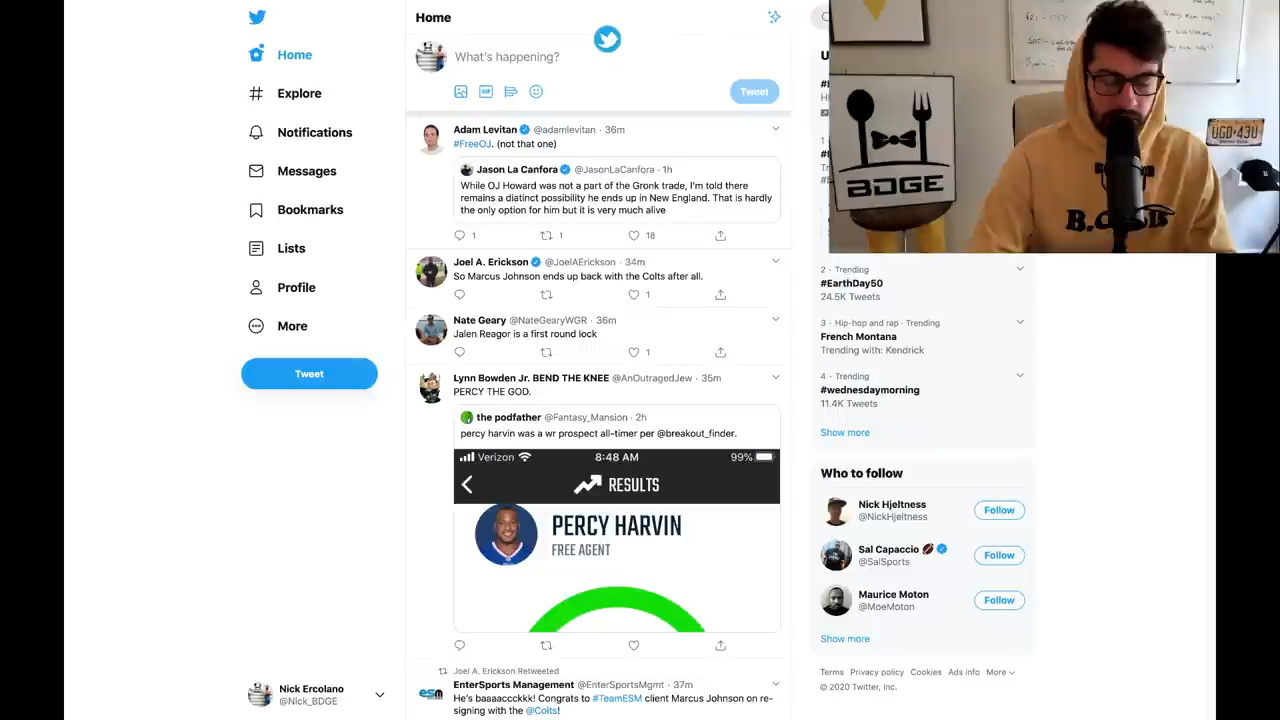 Home
Explore
Notifications
Messages
Bookmarks
Lists
Profile
More
Tweet
Nick Ercolano
@Nick_BDGE
Home
What's happening?
GIF
Tweet
Adam Levitan @adamlevitan · 36m
#FreeOJ. (not that one)
Jason La Canfora @JasonLaCanfora · 1h
While OJ Howard was not a part of the Gronk trade, I'm told there
remains a distinct possibility he ends up in New England. That is hardly
the only option for him but it is very much alive
1 1 18
Joel A. Erickson @JoelAErickson · 34m
So Marcus Johnson ends up back with the Colts after all.
1
Nate Geary @NateGearyWGR · 36m
Jalen Reagor is a first round lock
1
Lynn Bowden Jr. BEND THE KNEE @AnOutragedJew · 35m
PERCY THE GOD.
the podfather @Fantasy_Mansion · 2h
percy harvin was a wr prospect all-timer per @breakout_finder.
Verizon 8:48 AM 99%
RESULTS
PERCY HARVIN
FREE AGENT
Joel A. Erickson Retweeted
EnterSports Management @EnterSportsMgmt · 37m
He's baaaaccckkk! Congrats to #TeamESM client Marcus Johnson on re-
signing with the @Colts!
esm
BDGE
UGD·43U
2 · Trending
#EarthDay50
24.5K Tweets
3 · Hip-hop and rap · Trending
French Montana
Trending with: Kendrick
4 · Trending
#wednesdaymorning
11.4K Tweets
Show more
Who to follow
Nick Hjeltness
@NickHjeltness
Follow
Sal Capaccio
@SalSports
Follow
Maurice Moton
@MoeMoton
Follow
Show more
Terms Privacy policy Cookies Ads info More
© 2020 Twitter, Inc.